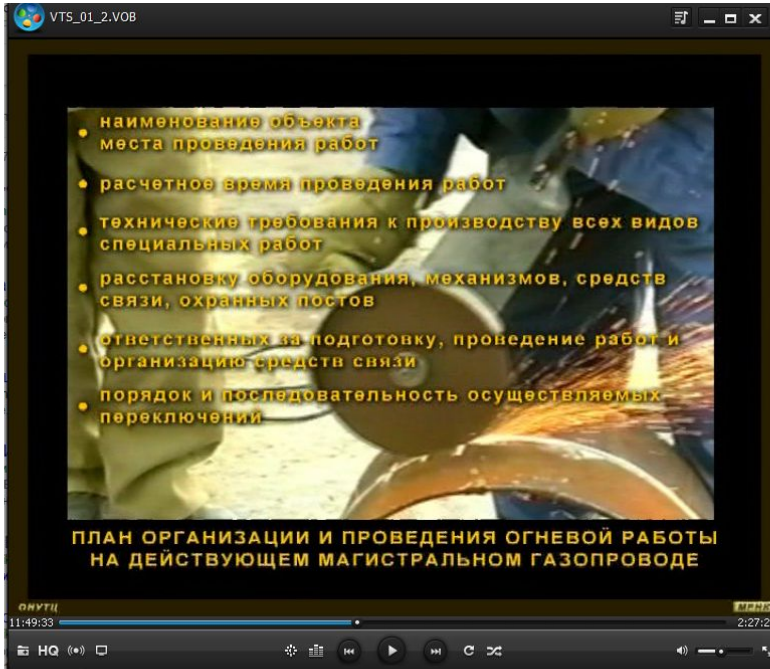 VTS_01_2.VOB
наименование объекта
места проведения работ
расчетное время проведения работ
технические требования к производству всех видов
специальных работ
расстановку оборудования, механизмов, средств
связи, охранных постов
ответственных за подготовку, проведение работ и
организацию средств связи
порядок и последовательность осуществляемых
переключений
ПЛАН ОРГАНИЗАЦИИ И ПРОВЕДЕНИЯ ОГНЕВОЙ РАБОТЫ
НА ДЕЙСТВУЮЩЕМ МАГИСТРАЛЬНОМ ГАЗОПРОВОДЕ
ОНУТЦ
11:49:33
HQ